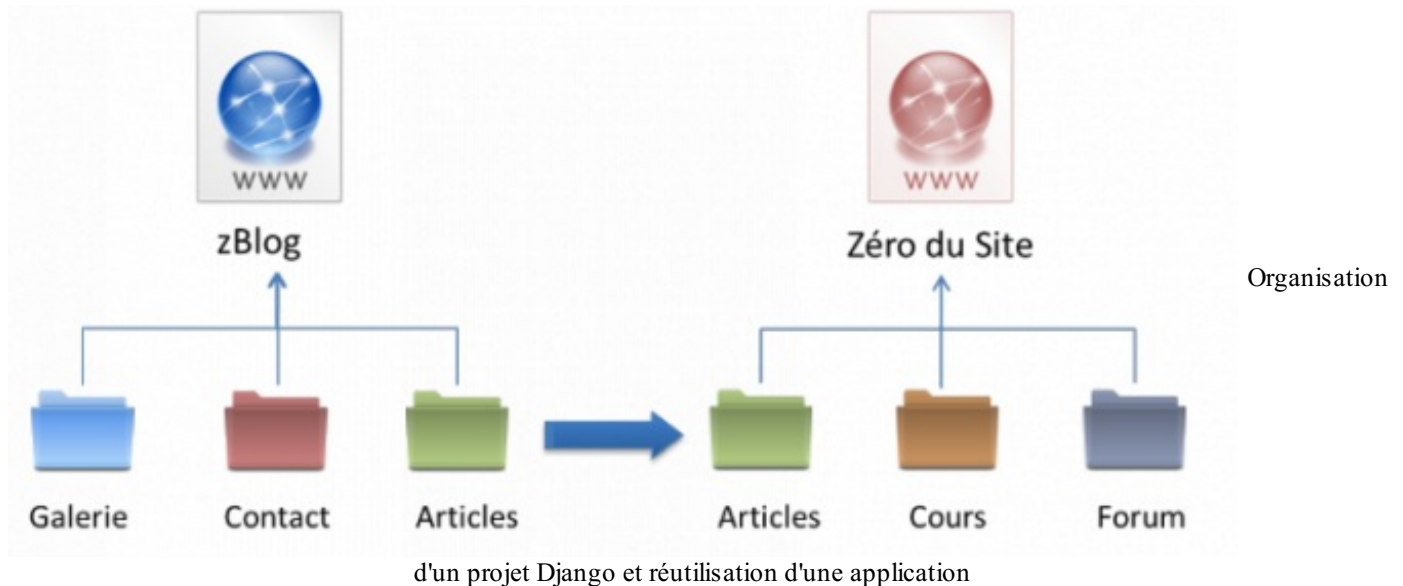 WWW
WWW
zBlog
Zéro du Site
Galerie
Contact
Articles
Articles
Cours
Forum
Organisation
d'un projet Django et réutilisation d'une application